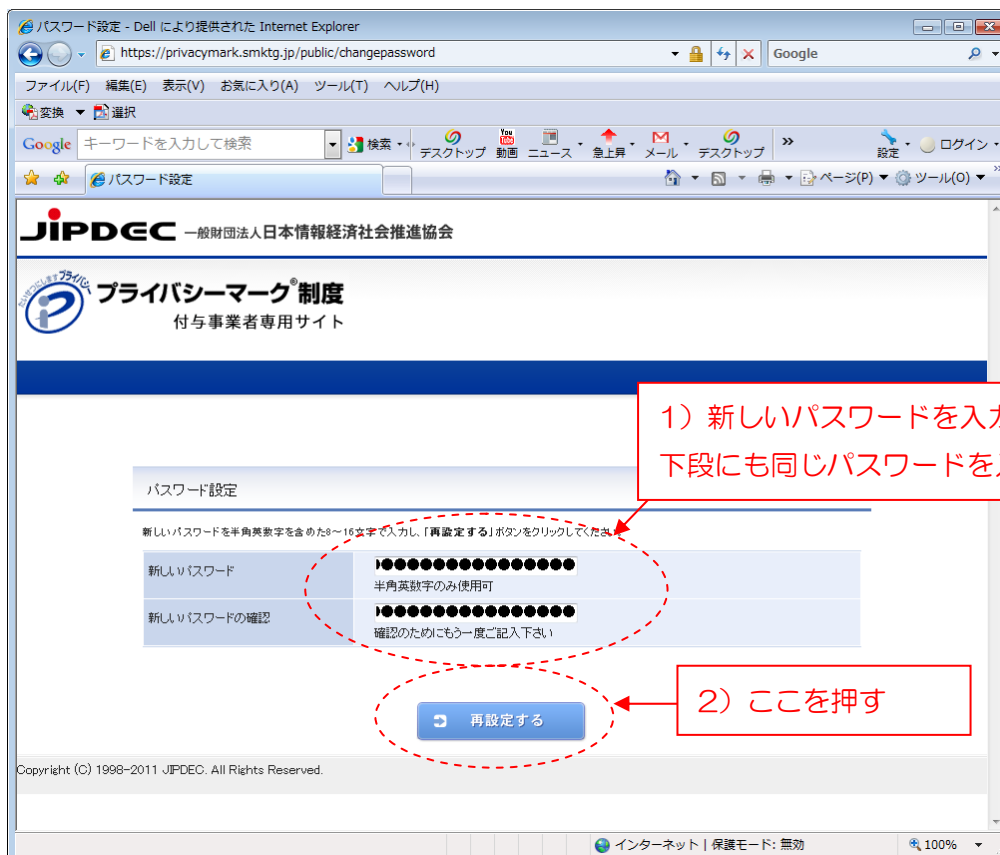 パスワード設定 - Dell により提供された Internet Explorer
https://privacymark.smktg.jp/public/changepassword
Google
ファイル(F) 編集(E) 表示(V) お気に入り(A) ツール(T) ヘルプ(H)
変換 選択
Google キーワードを入力して検索 検索 デスクトップ 動画 ニュース 急上昇 メール デスクトップ » 設定 ログイン
パスワード設定 ページ(P) ツール(O) »
JIPDEC 一般財団法人日本情報経済社会推進協会
たいせつにしますプライバシー
プライバシーマーク®制度
付与事業者専用サイト
1）新しいパスワードを入力
下段にも同じパスワードを
パスワード設定
新しいパスワードを半角英数字を含めた8～16文字で入力し、「再設定する」ボタンをクリックしてください
新しいパスワード
半角英数字のみ使用可
新しいパスワードの確認
確認のためにもう一度ご記入下さい
2）ここを押す
再設定する
Copyright (C) 1998-2011 JIPDEC. All Rights Reserved.
インターネット | 保護モード: 無効 100%